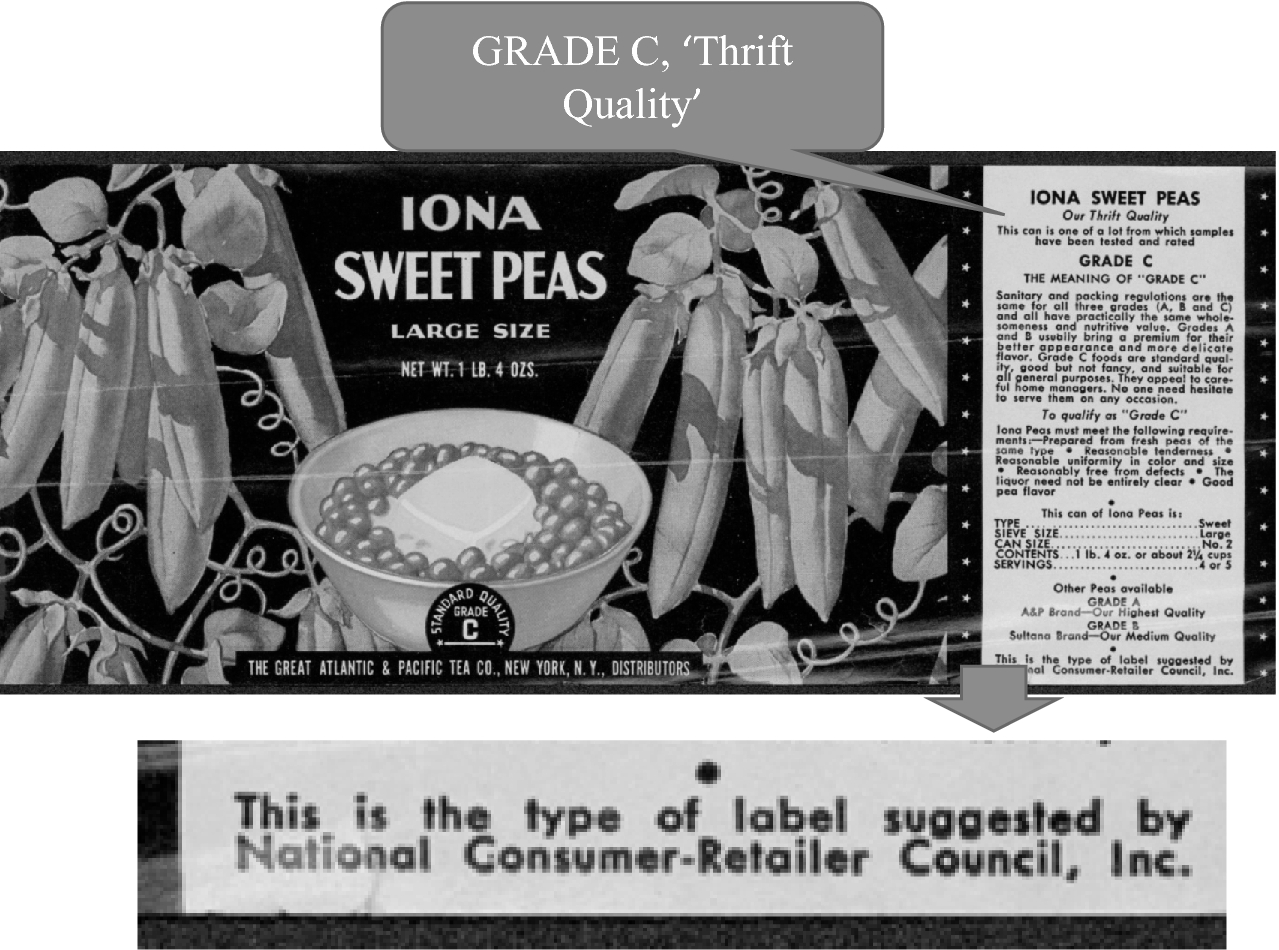 GRADE C, ‘Thrift
Quality’
IONA
SWEET PEAS
LARGE SIZE
NET WT. 1 LB. 4 OZS.
STANDARD QUALITY
GRADE
C
THE GREAT ATLANTIC & PACIFIC TEA CO., NEW YORK, N. Y., DISTRIBUTORS
IONA SWEET PEAS
Our Thrift Quality
This can is one of a lot from which samples
have been tested and rated
GRADE C
THE MEANING OF "GRADE C"
Sanitary and packing regulations are the
same for all three grades (A, B and C)
and all have practically the same whole-
someness and nutritive value. Grades A
and B usually bring a premium for their
better appearance and more delicate
flavor. Grade C foods are standard qual-
ity, good but not fancy, and suitable for
all general purposes. They appeal to care-
ful home managers. No one need hesitate
to serve them on any occasion.
To qualify as "Grade C"
Iona Peas must meet the following require-
ments:—Prepared from fresh peas of the
same type • Reasonable tenderness •
Reasonable uniformity in color and size
• Reasonably free from defects • The
liquor need not be entirely clear • Good
pea flavor
•
This can of Iona Peas is:
TYPE ..............................Sweet
SIEVE SIZE........................Large
CAN SIZE.........................No. 2
CONTENTS...1 lb. 4 oz. or about 2¼ cups
SERVINGS.........................4 or 5
•
Other Peas available
GRADE A
A&P Brand—Our Highest Quality
GRADE B
Sultana Brand—Our Medium Quality
•
This is the type of label suggested by
nal Consumer-Retailer Council, Inc.
•
This is the type of label suggested by
National Consumer-Retailer Council, Inc.